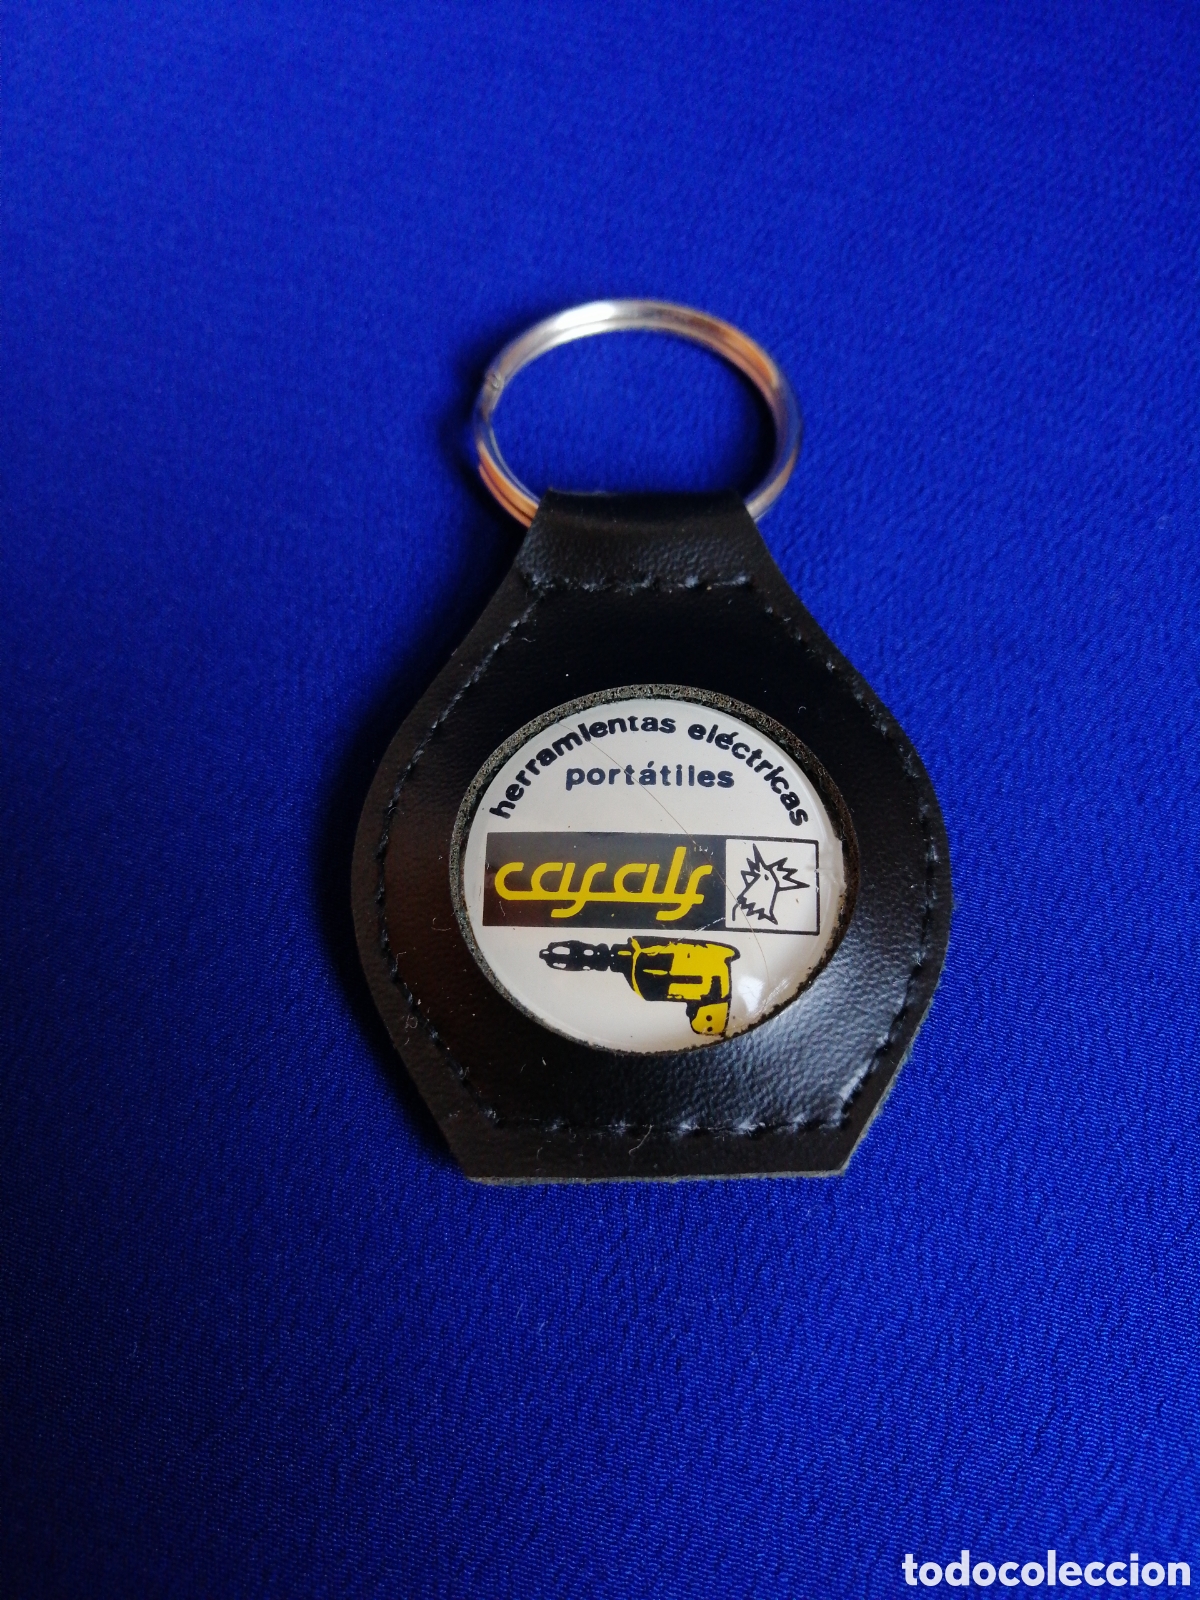 herramientas eléctricas
portátiles
casals
todocoleccion